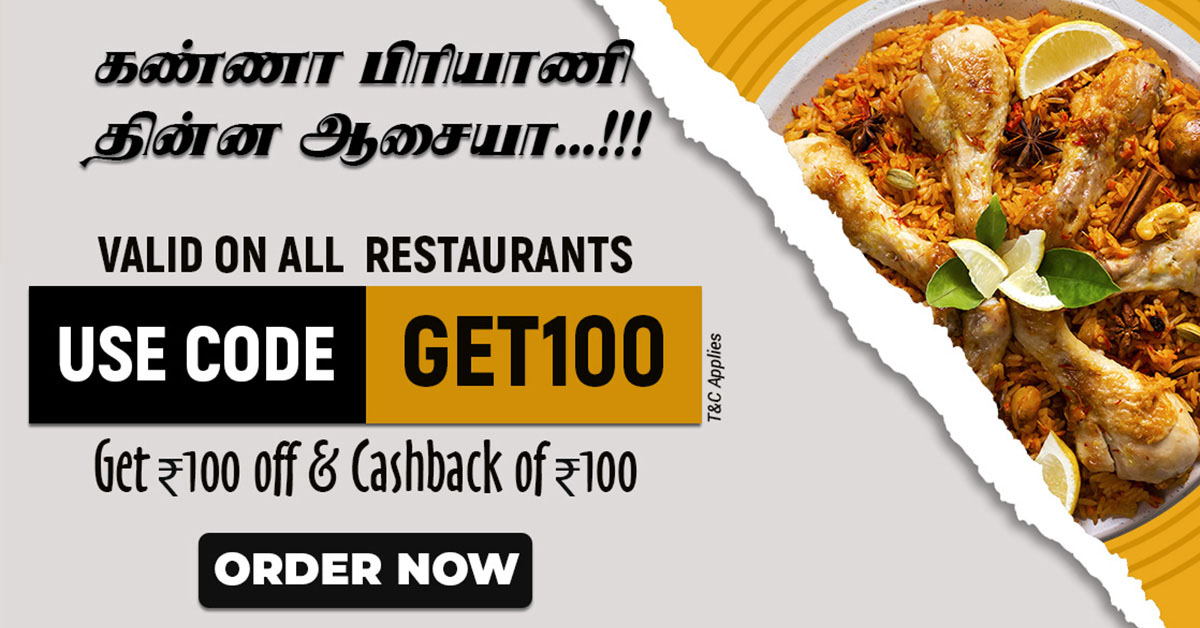 கண்ணா பிரியாணி
தின்ன ஆசையா...!!!
VALID ON ALL RESTAURANTS
USE CODE GET100
T&C Applies
Get ₹100 off & Cashback of ₹100
ORDER NOW